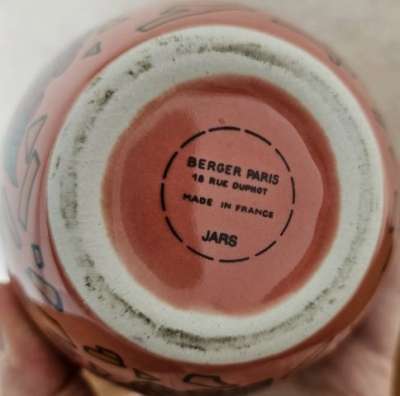 BERGER PARIS
18 RUE DUPHOT
MADE IN FRANCE
JARS